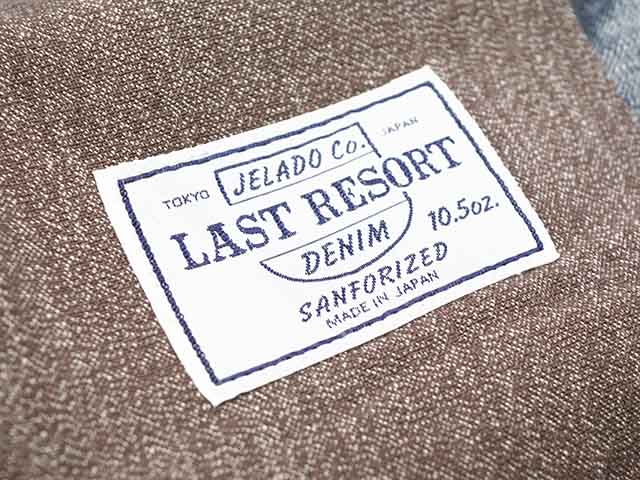 TOKYO JELADO Co. JAPAN
LAST RESORT
DENIM 10.5oz.
SANFORIZED
MADE IN JAPAN